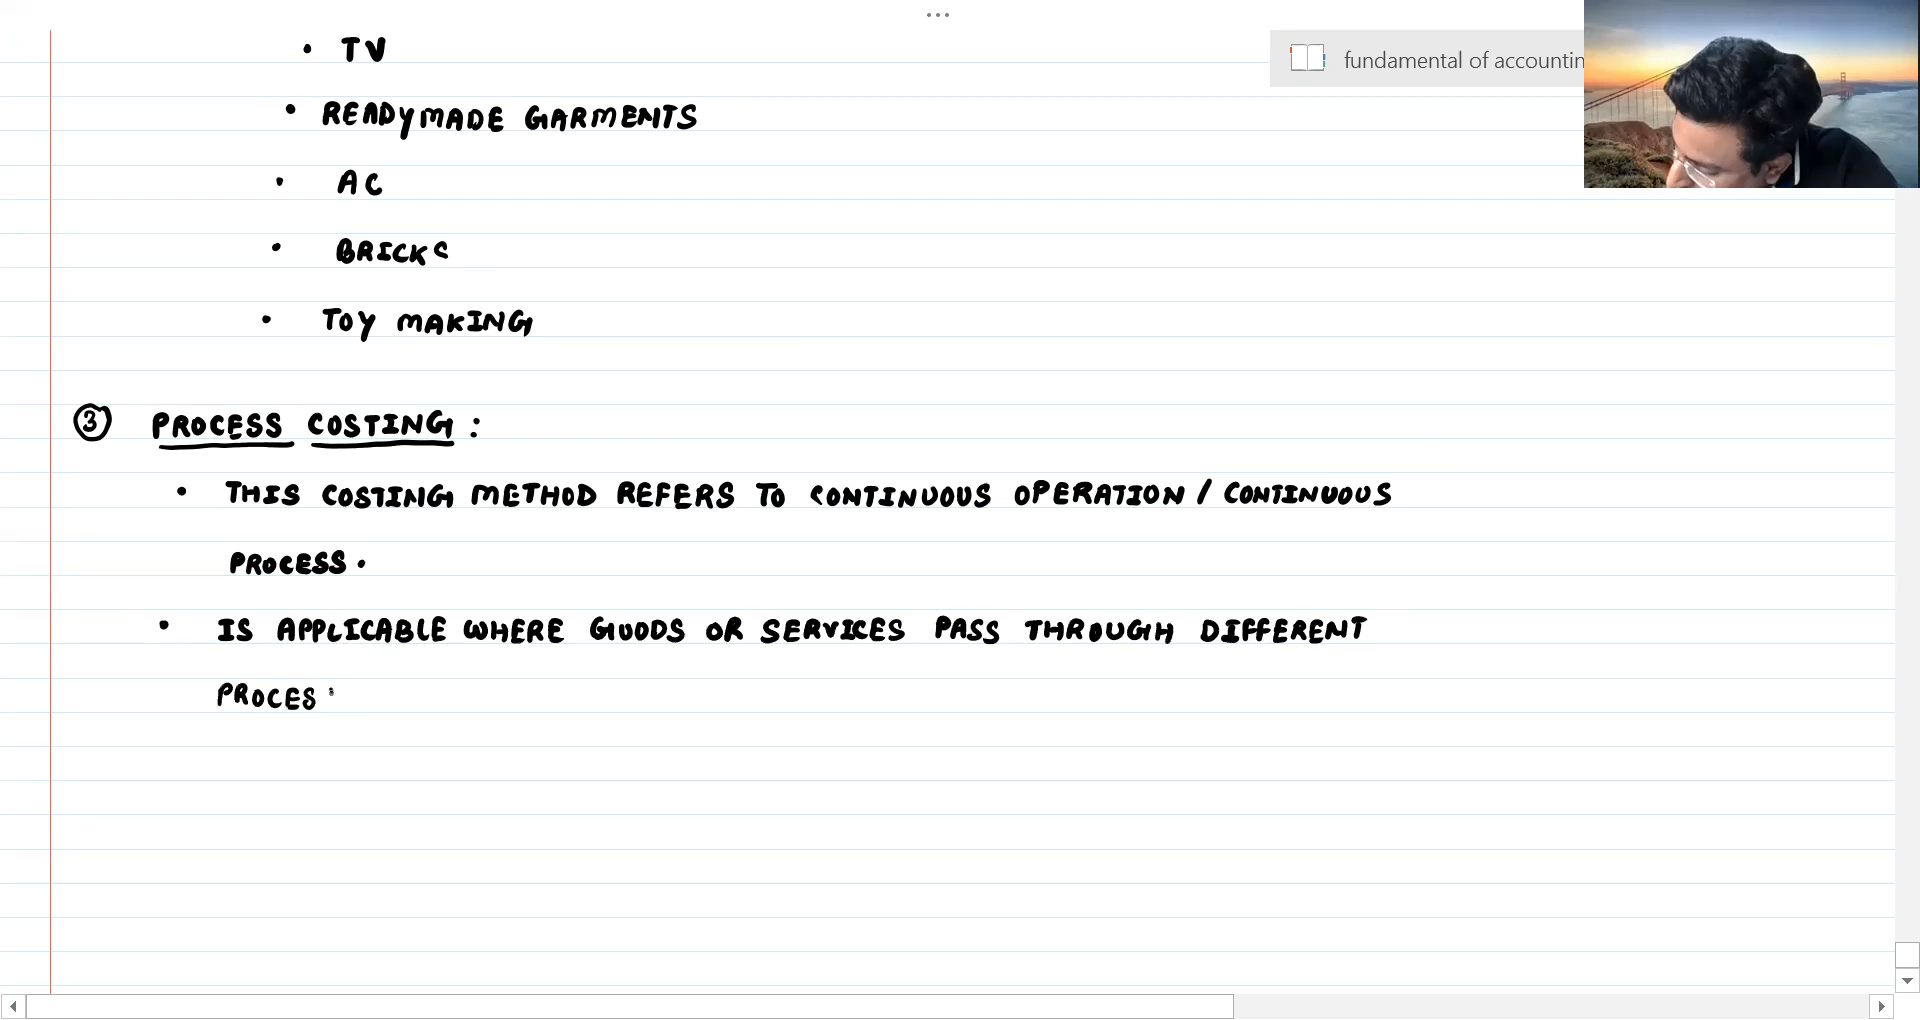 • TV
fundamental of accountin
• READYMADE GARMENTS
• AC
• BRICKS
• TOY MAKING
③ PROCESS COSTING :
• THIS COSTING METHOD REFERS TO CONTINUOUS OPERATION / CONTINUOUS
PROCESS .
• IS APPLICABLE WHERE GOODS OR SERVICES PASS THROUGH DIFFERENT
PROCES